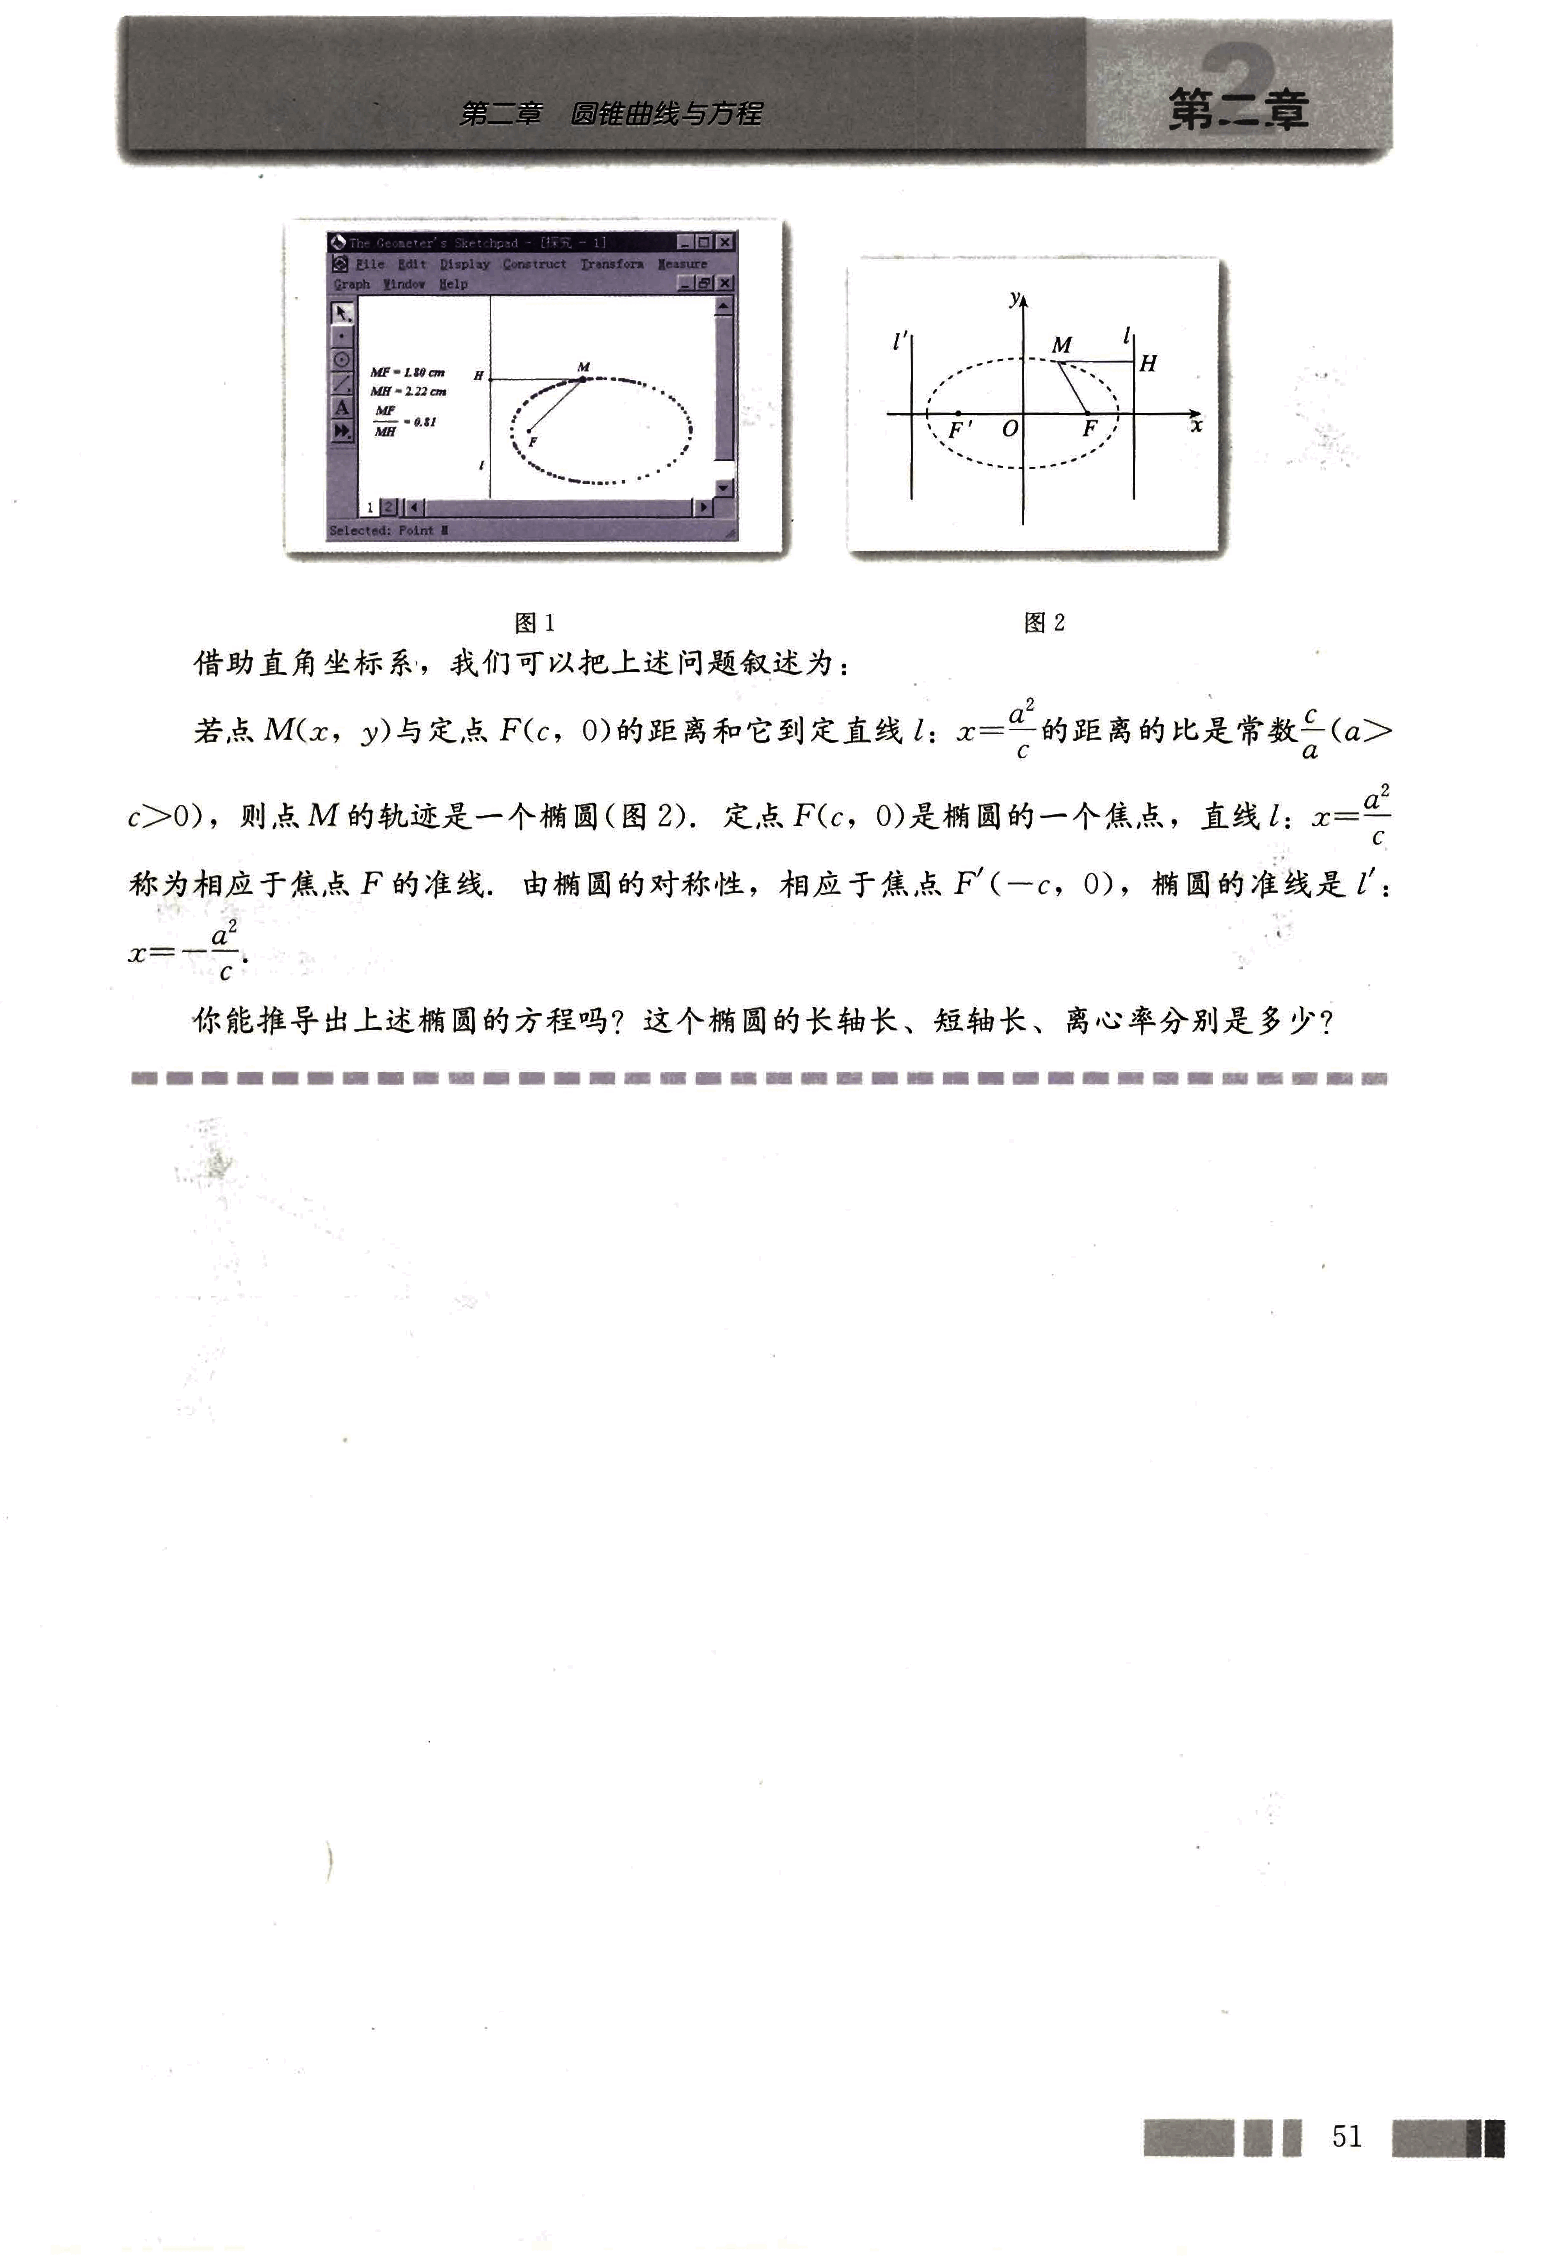 第二章 圆锥曲线与方程
第二章
The Geometer's Sketchpad - [探究 - 1]
File Edit Display Construct Transform Measure
Graph Window Help
MF = 1.80 cm
MH = 2.22 cm
MF
MH
= 0.81
H
M
F
l
A
1 2
Selected: Point M
y
l′
M
l
H
F′
O
F
x
图 1
图 2
借助直角坐标系，我们可以把上述问题叙述为：
若点 M(x，y)与定点 F(c，0)的距离和它到定直线 l：x=a²/c的距离的比是常数c/a(a>
c>0)，则点 M 的轨迹是一个椭圆(图 2)．定点 F(c，0)是椭圆的一个焦点，直线 l：x=a²/c
称为相应于焦点 F 的准线．由椭圆的对称性，相应于焦点 F′(-c，0)，椭圆的准线是 l′：
x=-a²/c.
你能推导出上述椭圆的方程吗？这个椭圆的长轴长、短轴长、离心率分别是多少？
51